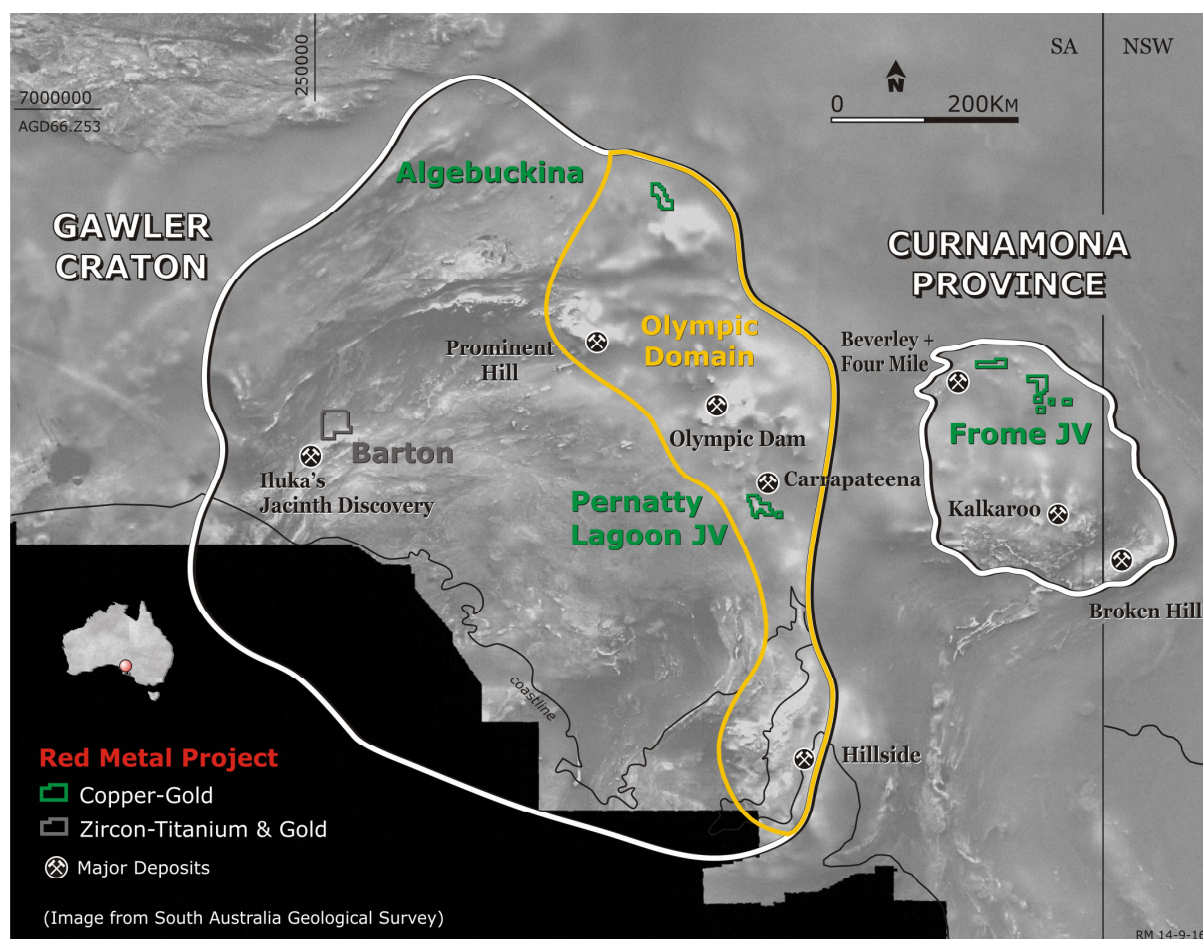 250000
7000000
AGD66.Z53
SA
NSW
N
0
200KM
Algebuckina
GAWLER
CRATON
CURNAMONA
PROVINCE
Olympic
Domain
Prominent
Hill
Beverley +
Four Mile
Olympic Dam
Frome JV
Barton
Iluka's
Jacinth Discovery
Carrapateena
Pernatty
Lagoon JV
Kalkaroo
Broken Hill
coastline
Hillside
Red Metal Project
Copper-Gold
Zircon-Titanium & Gold
Major Deposits
(Image from South Australia Geological Survey)